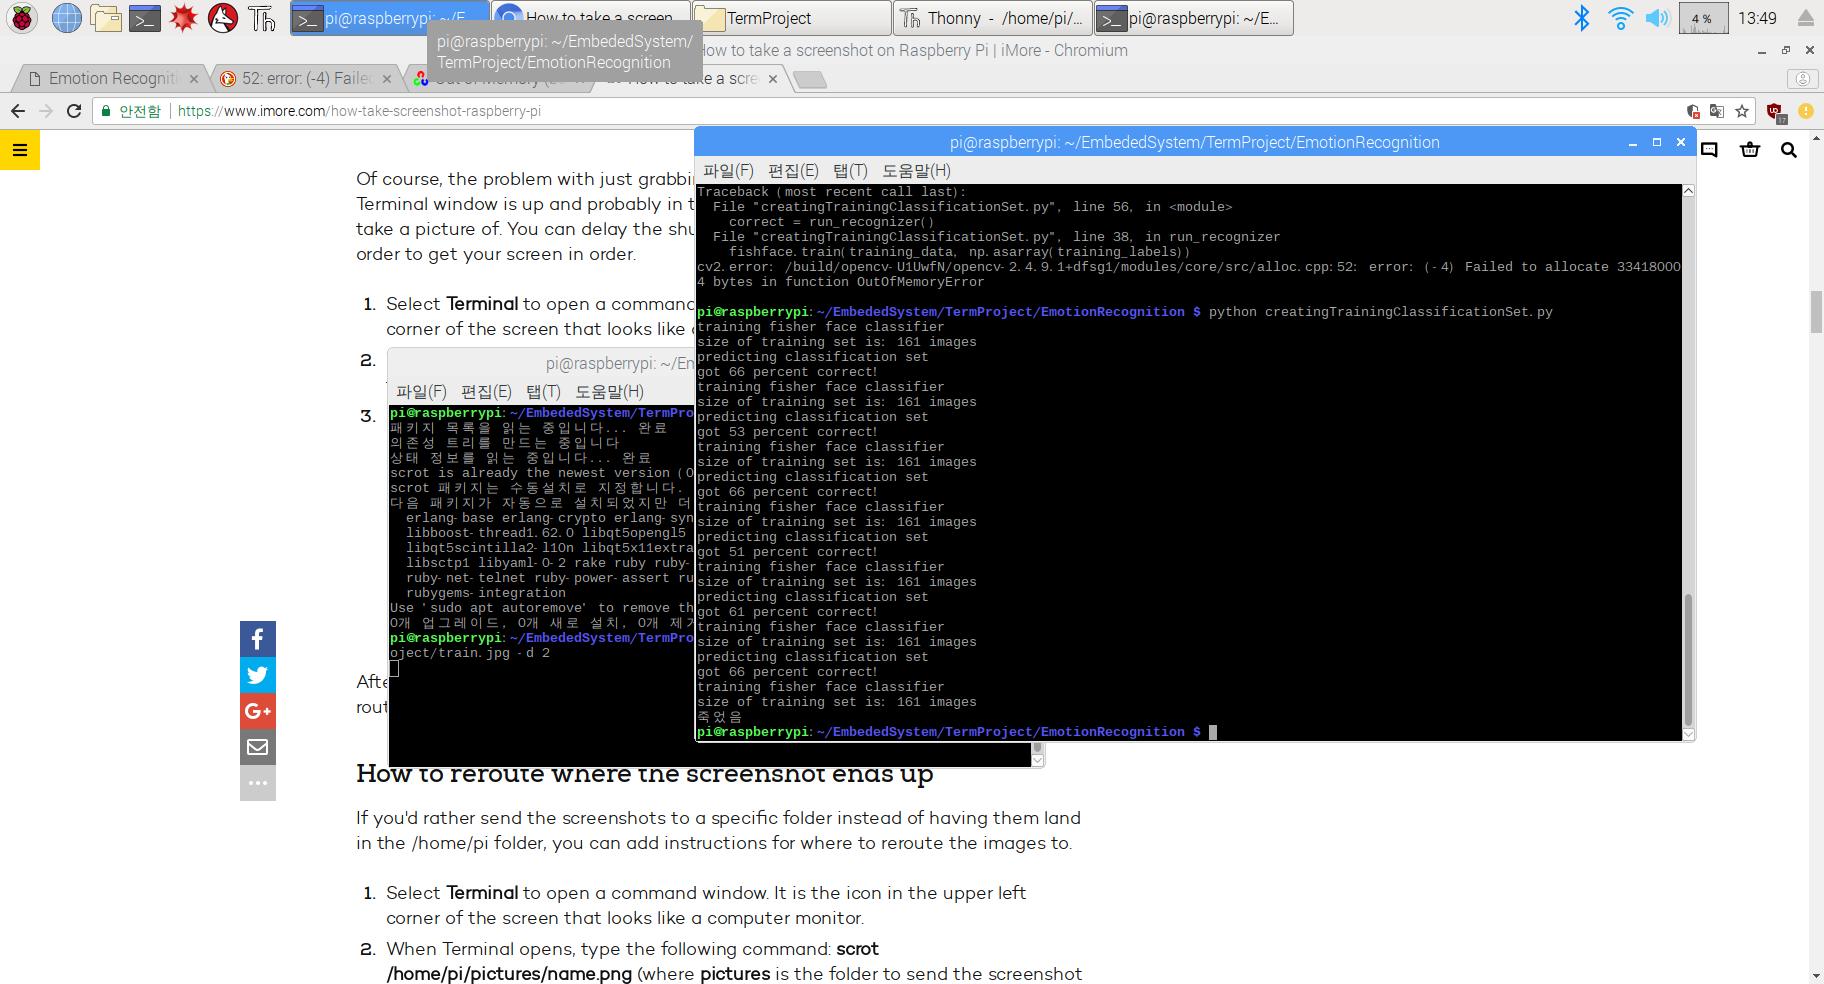 pi@raspberrypi: ~/E...
How to take a screen...
TermProject
Thonny - /home/pi/...
pi@raspberrypi: ~/E...
4 %
13:49
pi@raspberrypi: ~/EmbededSystem/
TermProject/EmotionRecognition
How to take a screenshot on Raspberry Pi | iMore - Chromium
Emotion Recogniti
52: error: (-4) Failed
Out of Memory
How to take a scre
안전함
https://www.imore.com/how-take-screenshot-raspberry-pi
17
Of course, the problem with just grabbin
Terminal window is up and probably in t
take a picture of. You can delay the shu
order to get your screen in order.
1. Select Terminal to open a command
corner of the screen that looks like
2.
3.
pi@raspberrypi: ~/En
파일(F) 편집(E) 탭(T) 도움말(H)
pi@raspberrypi:~/EmbededSystem/TermPro
패키지 목록을 읽는 중입니다... 완료
의존성 트리를 만드는 중입니다
상태 정보를 읽는 중입니다... 완료
scrot is already the newest version (0
scrot 패키지는 수동설치로 지정합니다.
다음 패키지가 자동으로 설치되었지만 더
erlang-base erlang-crypto erlang-syn
libboost-thread1.62.0 libqt5opengl5
libqt5scintilla2-l10n libqt5x11extra
libsctp1 libyaml-0-2 rake ruby ruby-
ruby-net-telnet ruby-power-assert ru
rubygems-integration
Use 'sudo apt autoremove' to remove th
0개 업그레이드, 0개 새로 설치, 0개 제거
pi@raspberrypi:~/EmbededSystem/TermPro
oject/train.jpg -d 2
pi@raspberrypi: ~/EmbededSystem/TermProject/EmotionRecognition
파일(F) 편집(E) 탭(T) 도움말(H)
Traceback (most recent call last):
File "creatingTrainingClassificationSet.py", line 56, in <module>
correct = run_recognizer()
File "creatingTrainingClassificationSet.py", line 38, in run_recognizer
fishface.train(training_data, np.asarray(training_labels))
cv2.error: /build/opencv-U1UwfN/opencv-2.4.9.1+dfsg1/modules/core/src/alloc.cpp:52: error: (-4) Failed to allocate 33418000
4 bytes in function OutOfMemoryError
pi@raspberrypi:~/EmbededSystem/TermProject/EmotionRecognition $ python creatingTrainingClassificationSet.py
training fisher face classifier
size of training set is: 161 images
predicting classification set
got 66 percent correct!
training fisher face classifier
size of training set is: 161 images
predicting classification set
got 53 percent correct!
training fisher face classifier
size of training set is: 161 images
predicting classification set
got 66 percent correct!
training fisher face classifier
size of training set is: 161 images
predicting classification set
got 51 percent correct!
training fisher face classifier
size of training set is: 161 images
predicting classification set
got 61 percent correct!
training fisher face classifier
size of training set is: 161 images
predicting classification set
got 66 percent correct!
training fisher face classifier
size of training set is: 161 images
죽었음
pi@raspberrypi:~/EmbededSystem/TermProject/EmotionRecognition $
Afte
rout
How to reroute where the screenshot ends up
If you'd rather send the screenshots to a specific folder instead of having them land
in the /home/pi folder, you can add instructions for where to reroute the images to.
1. Select Terminal to open a command window. It is the icon in the upper left
corner of the screen that looks like a computer monitor.
2. When Terminal opens, type the following command: scrot
/home/pi/pictures/name.png (where pictures is the folder to send the screenshot